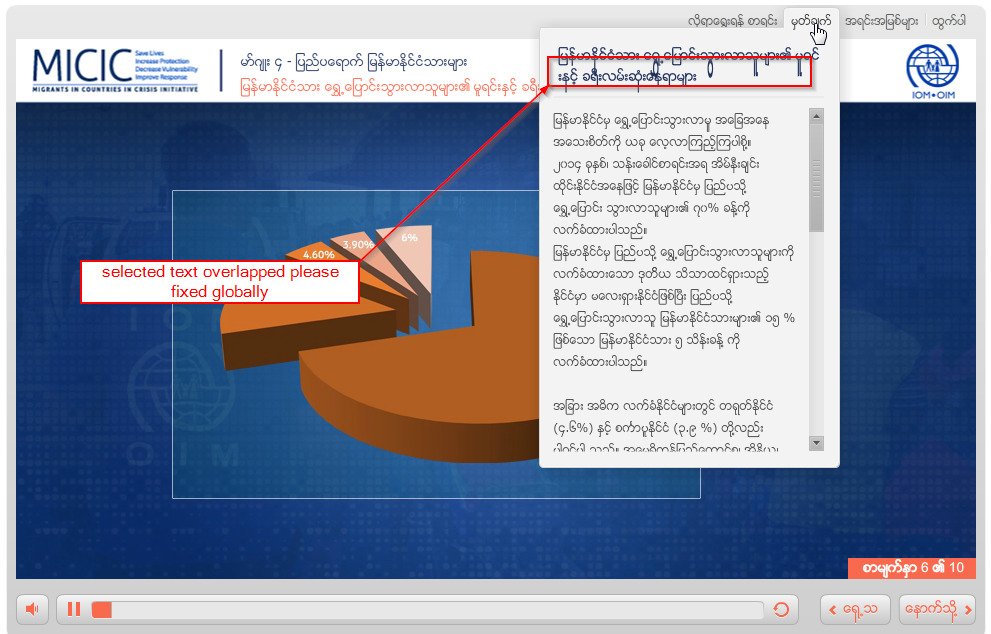 လိုရာရွေးရန် စာရင်း
မှတ်ချက်
အရင်းအမြစ်များ
ထွက်ပါ
MICIC
Save Lives
Increase Protection
Decrease Vulnerability
Improve Response
MIGRANTS IN COUNTRIES IN CRISIS INITIATIVE
မော်ဂျူး ၄ - ပြည်ပရောက် မြန်မာနိုင်ငံသားများ
မြန်မာနိုင်ငံသား ရွှေ့ပြောင်းသွားလာသူများ၏ မူရင်းနှင့် ခရီး
IOM•OIM
မြန်မာနိုင်ငံသား ရွှေ့ပြောင်းသွားလာသူများ၏ မူရင်
းနှင့် ခရီးလမ်းဆုံးနေရာများ
မြန်မာနိုင်ငံမှ ရွှေ့ပြောင်းသွားလာမှု အခြေအနေ
အသေးစိတ်ကို ယခု လေ့လာကြည့်ကြပါစို့။
၂၀၁၄ ခုနှစ်၊ သန်းခေါင်စာရင်းအရ အိမ်နီးချင်း
ထိုင်းနိုင်ငံအနေဖြင့် မြန်မာနိုင်ငံမှ ပြည်ပသို့
ရွှေ့ပြောင်း သွားလာသူများ၏ ၇၀% ခန့်ကို
လက်ခံထားပါသည်။
မြန်မာနိုင်ငံမှ ပြည်ပသို့ ရွှေ့ပြောင်းသွားလာသူများကို
လက်ခံထားသော ဒုတိယ သိသာထင်ရှားသည့်
နိုင်ငံမှာ မလေးရှားနိုင်ငံဖြစ်ပြီး ပြည်ပသို့
ရွှေ့ပြောင်းသွားလာသူ မြန်မာနိုင်ငံသားများ၏ ၁၅ %
ဖြစ်သော မြန်မာနိုင်ငံသား ၅ သိန်းခန့် ကို
လက်ခံထားပါသည်။
အခြား အဓိက လက်ခံနိုင်ငံများတွင် တရုတ်နိုင်ငံ
(၄.၆%) နှင့် စင်္ကာပူနိုင်ငံ (၃.၉ %) တို့လည်း
6%
3.90%
4.60%
selected text overlapped please
fixed globally
စာမျက်နှာ 6 ၏ 10
ရှေ့သို့
နောက်သို့